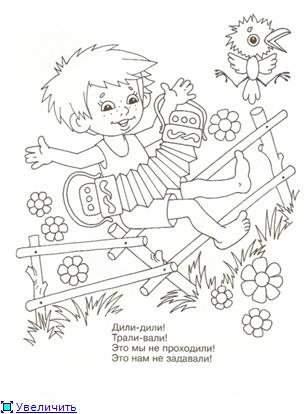 Дили-дили!
Трали-вали!
Это мы не проходили!
Это нам не задавали!
Увеличить